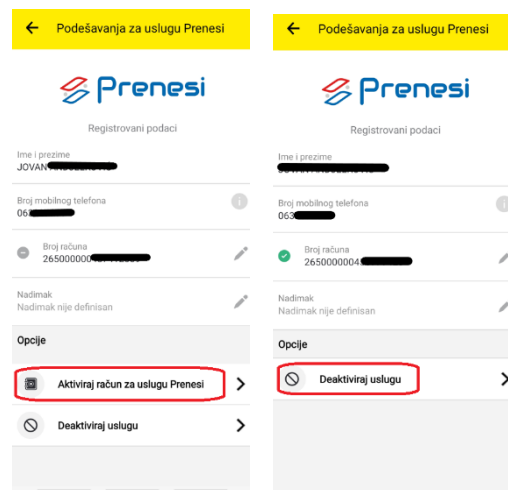 Podešavanja za uslugu Prenesi
Prenesi
Registrovani podaci
Ime i prezime
JOVAN
Broj mobilnog telefona
06
Broj računa
265000000
Nadimak
Nadimak nije definisan
Opcije
Aktiviraj račun za uslugu Prenesi
Deaktiviraj uslugu
Podešavanja za uslugu Prenesi
Prenesi
Registrovani podaci
Ime i prezime
Broj mobilnog telefona
063
Broj računa
2650000004
Nadimak
Nadimak nije definisan
Opcije
Deaktiviraj uslugu